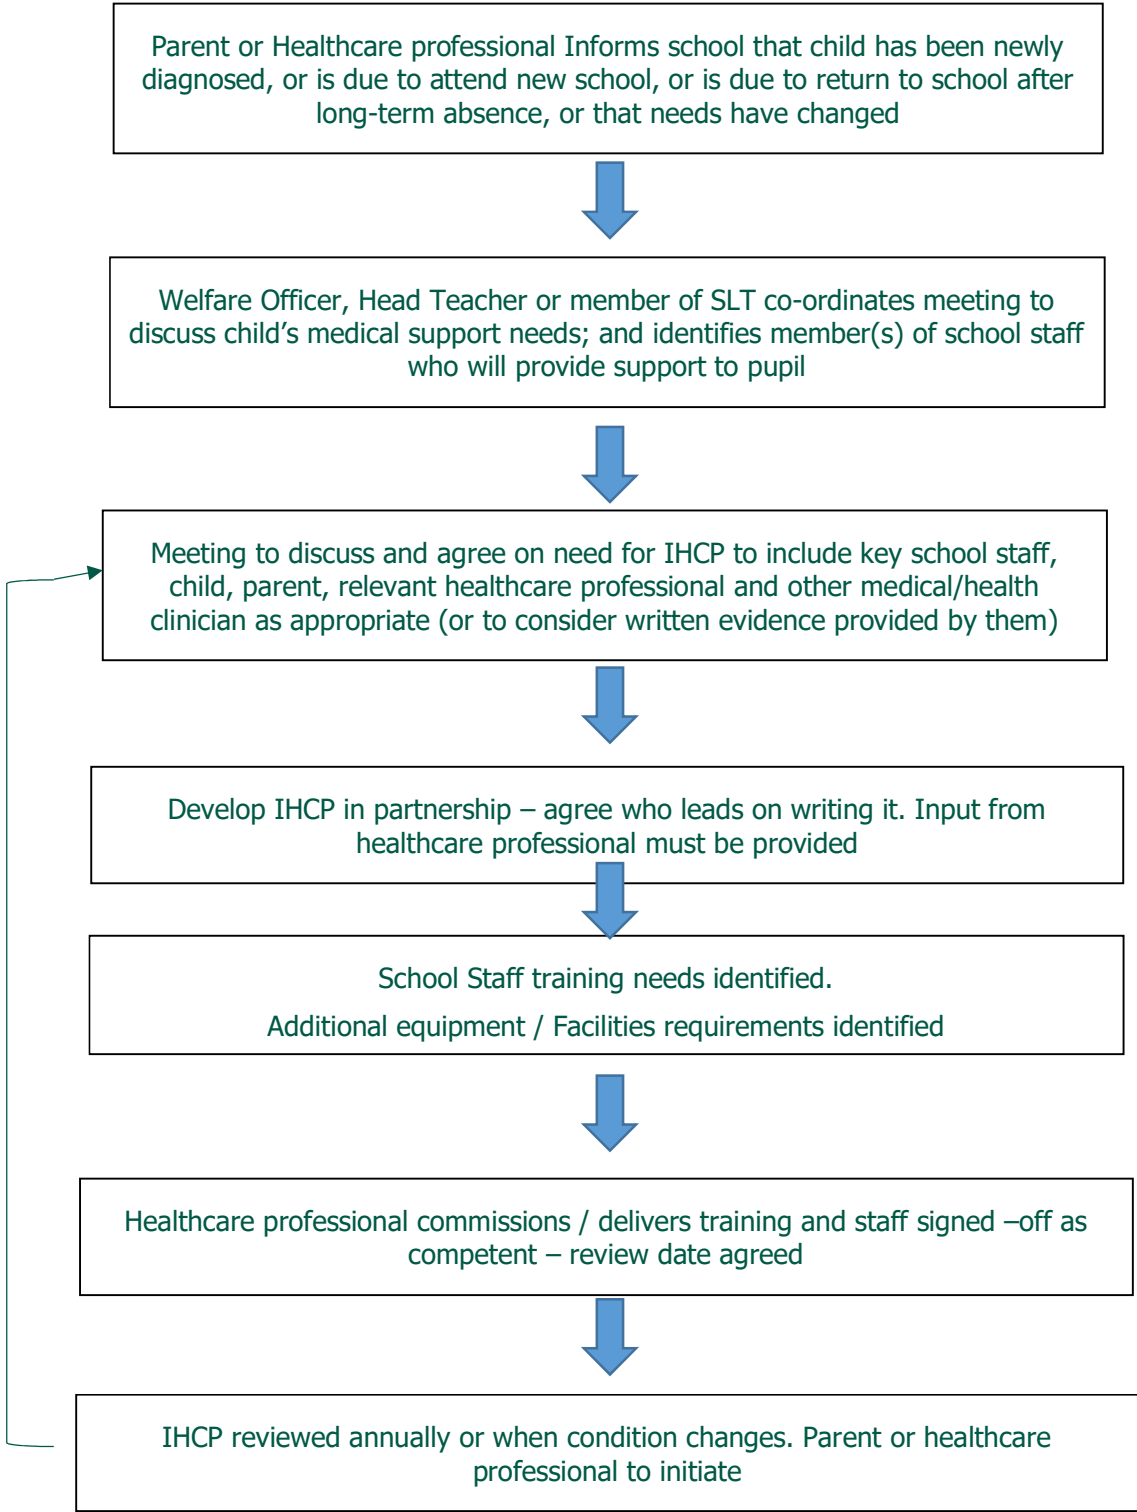 Parent or Healthcare professional Informs school that child has been newly
diagnosed, or is due to attend new school, or is due to return to school after
long-term absence, or that needs have changed
Welfare Officer, Head Teacher or member of SLT co-ordinates meeting to
discuss child’s medical support needs; and identifies member(s) of school staff
who will provide support to pupil
Meeting to discuss and agree on need for IHCP to include key school staff,
child, parent, relevant healthcare professional and other medical/health
clinician as appropriate (or to consider written evidence provided by them)
Develop IHCP in partnership – agree who leads on writing it. Input from
healthcare professional must be provided
School Staff training needs identified.
Additional equipment / Facilities requirements identified
Healthcare professional commissions / delivers training and staff signed –off as
competent – review date agreed
IHCP reviewed annually or when condition changes. Parent or healthcare
professional to initiate